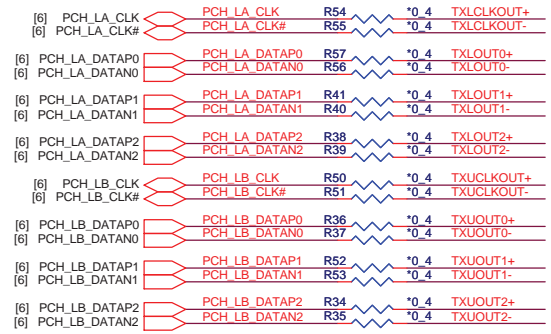 [6] PCH_LA_CLK PCH_LA_CLK R54 *0_4 TXLCLKOUT+
[6] PCH_LA_CLK# PCH_LA_CLK# R55 *0_4 TXLCLKOUT-
[6] PCH_LA_DATAP0 PCH_LA_DATAP0 R57 *0_4 TXLOUT0+
[6] PCH_LA_DATAN0 PCH_LA_DATAN0 R56 *0_4 TXLOUT0-
[6] PCH_LA_DATAP1 PCH_LA_DATAP1 R41 *0_4 TXLOUT1+
[6] PCH_LA_DATAN1 PCH_LA_DATAN1 R40 *0_4 TXLOUT1-
[6] PCH_LA_DATAP2 PCH_LA_DATAP2 R38 *0_4 TXLOUT2+
[6] PCH_LA_DATAN2 PCH_LA_DATAN2 R39 *0_4 TXLOUT2-
[6] PCH_LB_CLK PCH_LB_CLK R50 *0_4 TXUCLKOUT+
[6] PCH_LB_CLK# PCH_LB_CLK# R51 *0_4 TXUCLKOUT-
[6] PCH_LB_DATAP0 PCH_LB_DATAP0 R36 *0_4 TXUOUT0+
[6] PCH_LB_DATAN0 PCH_LB_DATAN0 R37 *0_4 TXUOUT0-
[6] PCH_LB_DATAP1 PCH_LB_DATAP1 R52 *0_4 TXUOUT1+
[6] PCH_LB_DATAN1 PCH_LB_DATAN1 R53 *0_4 TXUOUT1-
[6] PCH_LB_DATAP2 PCH_LB_DATAP2 R34 *0_4 TXUOUT2+
[6] PCH_LB_DATAN2 PCH_LB_DATAN2 R35 *0_4 TXUOUT2-